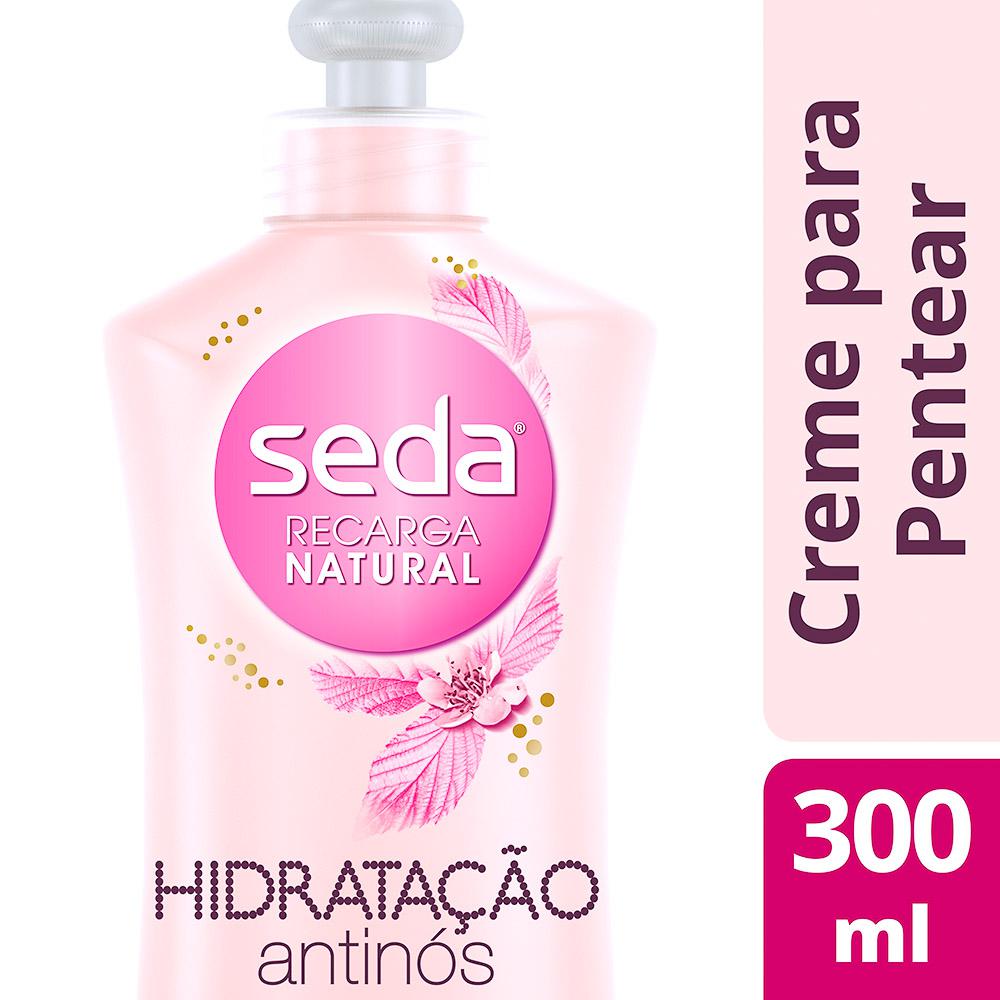 seda®
RECARGA
NATURAL
HIDRATAÇÃO
antinós
Creme para
Pentear
300
ml